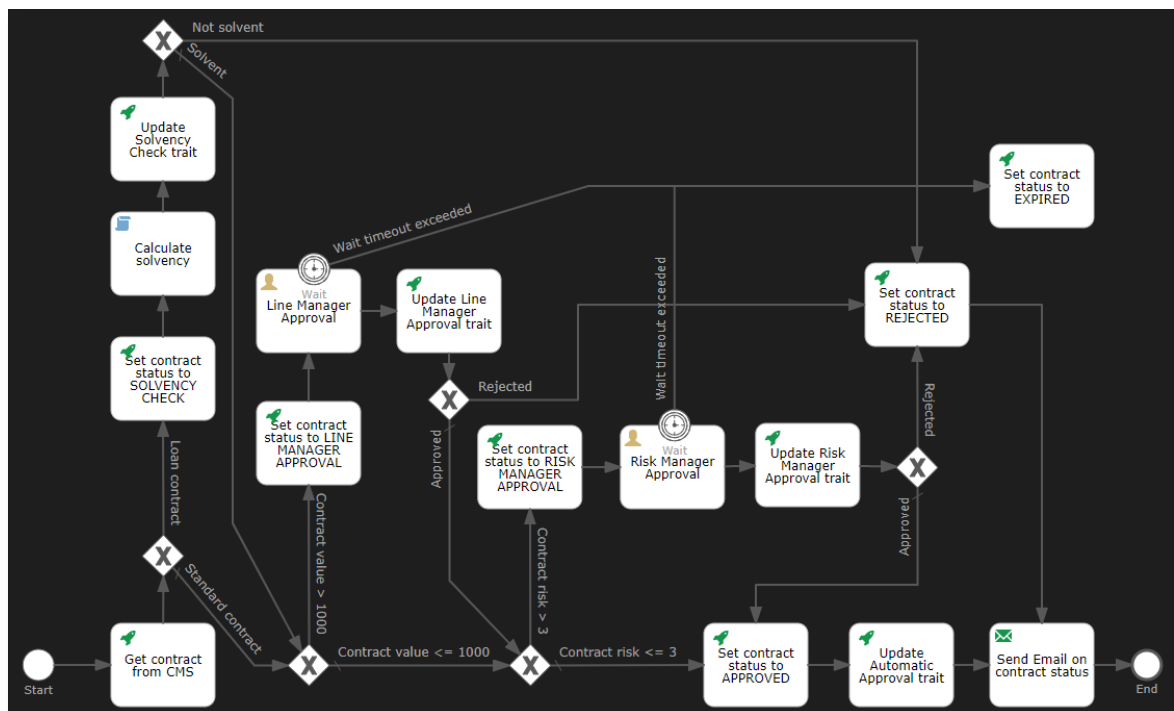 Not solvent
Solvent
Update
Solvency
Check trait
Set contract
status to
EXPIRED
Wait timeout exceeded
Calculate
solvency
Wait
Line Manager
Approval
Update Line
Manager
Approval trait
Set contract
status to
REJECTED
Wait timeout exceeded
Set contract
status to
SOLVENCY
CHECK
Rejected
Set contract
status to LINE
MANAGER
APPROVAL
Approved
Set contract
status to RISK
MANAGER
APPROVAL
Wait
Risk Manager
Approval
Update Risk
Manager
Approval trait
Rejected
Approved
Loan contract
Contract value > 1000
Contract risk > 3
Standard contract
Start
Get contract
from CMS
Contract value <= 1000
Contract risk <= 3
Set contract
status to
APPROVED
Update
Automatic
Approval trait
Send Email on
contract status
End